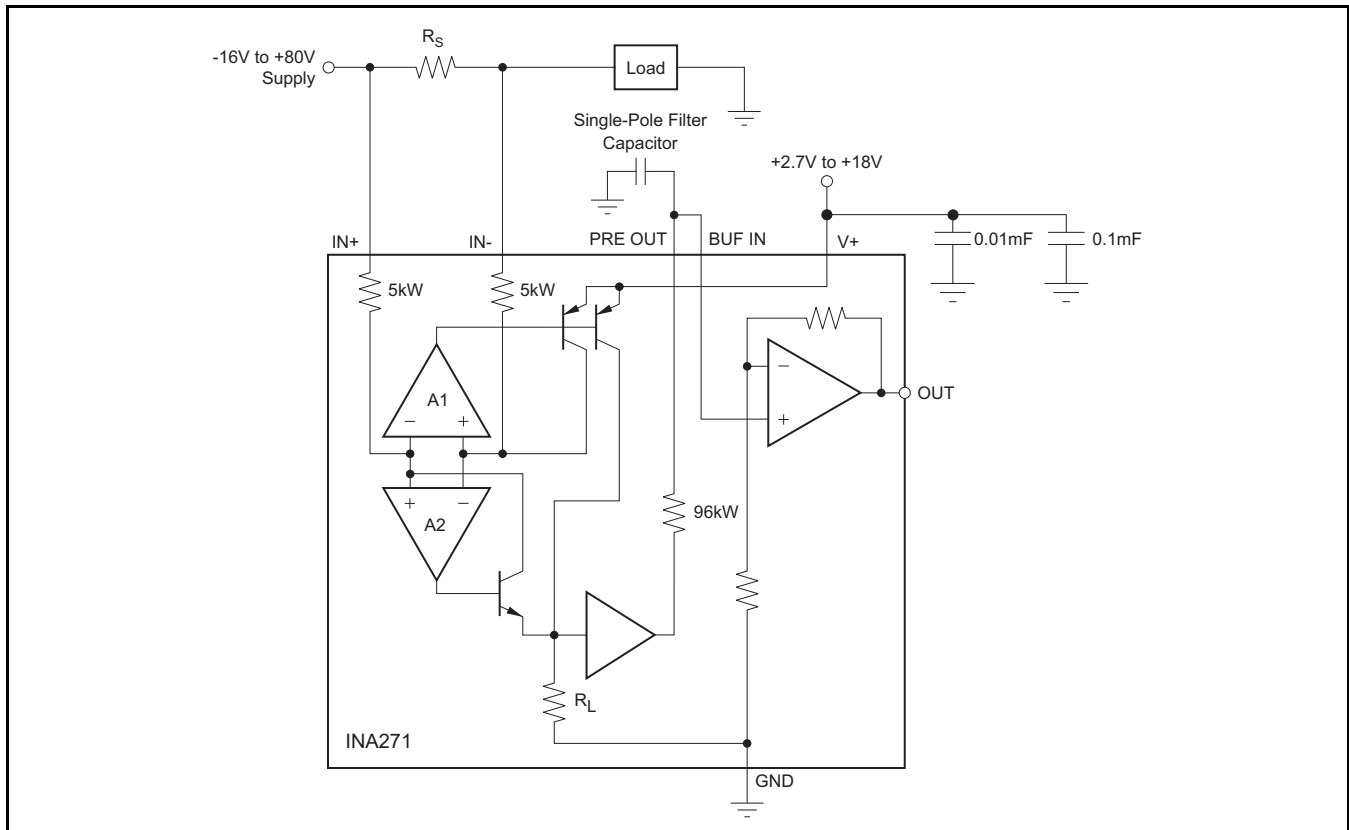 R_S
-16V to +80V
Supply
Load
Single-Pole Filter
Capacitor
+2.7V to +18V
IN+
IN-
PRE OUT
BUF IN
V+
0.01mF
0.1mF
5kW
5kW
A1
− +
−
+
OUT
+ −
A2
96kW
R_L
INA271
GND